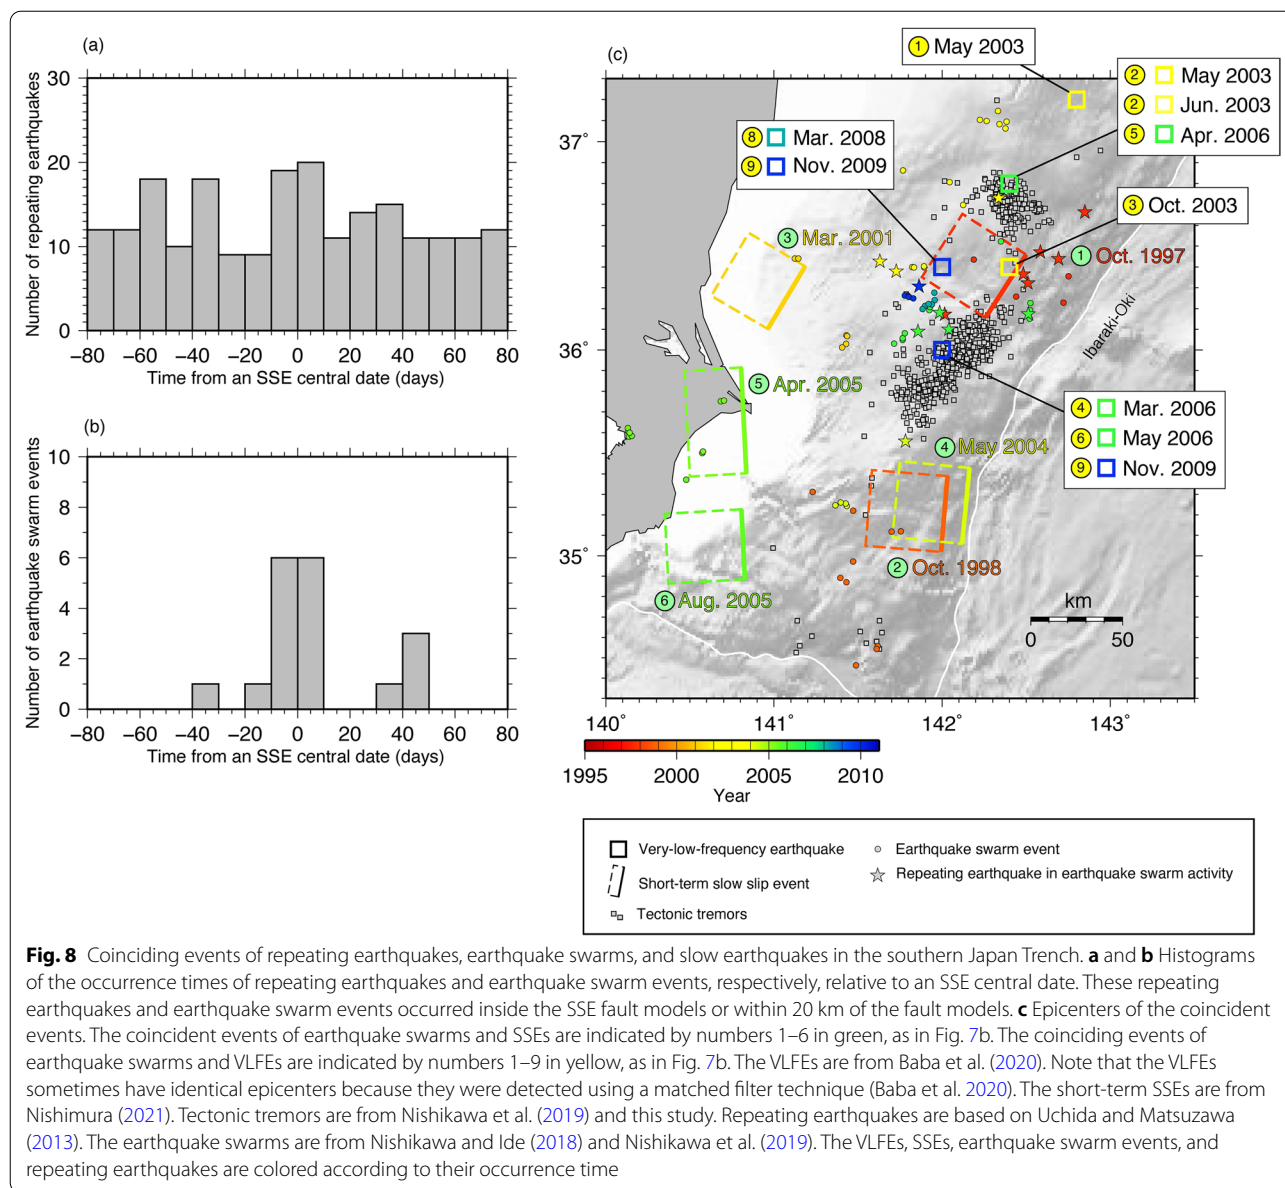 (a)
30
20
10
0
Number of repeating earthquakes
−80 −60 −40 −20 0 20 40 60 80
Time from an SSE central date (days)
(b)
10
8
6
4
2
0
Number of earthquake swarm events
−80 −60 −40 −20 0 20 40 60 80
Time from an SSE central date (days)
(c)
1 May 2003
2 May 2003
2 Jun. 2003
5 Apr. 2006
8 Mar. 2008
9 Nov. 2009
3 Oct. 2003
3 Mar. 2001
1 Oct. 1997
Ibaraki-Oki
5 Apr. 2005
4 Mar. 2006
6 May 2006
9 Nov. 2009
4 May 2004
2 Oct. 1998
6 Aug. 2005
km
0 50
37°
36°
35°
140° 141° 142° 143°
1995 2000 2005 2010
Year
Very-low-frequency earthquake
Short-term slow slip event
Tectonic tremors
Earthquake swarm event
Repeating earthquake in earthquake swarm activity
Fig. 8 Coinciding events of repeating earthquakes, earthquake swarms, and slow earthquakes in the southern Japan Trench. a and b Histograms
of the occurrence times of repeating earthquakes and earthquake swarm events, respectively, relative to an SSE central date. These repeating
earthquakes and earthquake swarm events occurred inside the SSE fault models or within 20 km of the fault models. c Epicenters of the coincident
events. The coincident events of earthquake swarms and SSEs are indicated by numbers 1–6 in green, as in Fig. 7b. The coinciding events of
earthquake swarms and VLFEs are indicated by numbers 1–9 in yellow, as in Fig. 7b. The VLFEs are from Baba et al. (2020). Note that the VLFEs
sometimes have identical epicenters because they were detected using a matched filter technique (Baba et al. 2020). The short-term SSEs are from
Nishimura (2021). Tectonic tremors are from Nishikawa et al. (2019) and this study. Repeating earthquakes are based on Uchida and Matsuzawa
(2013). The earthquake swarms are from Nishikawa and Ide (2018) and Nishikawa et al. (2019). The VLFEs, SSEs, earthquake swarm events, and
repeating earthquakes are colored according to their occurrence time